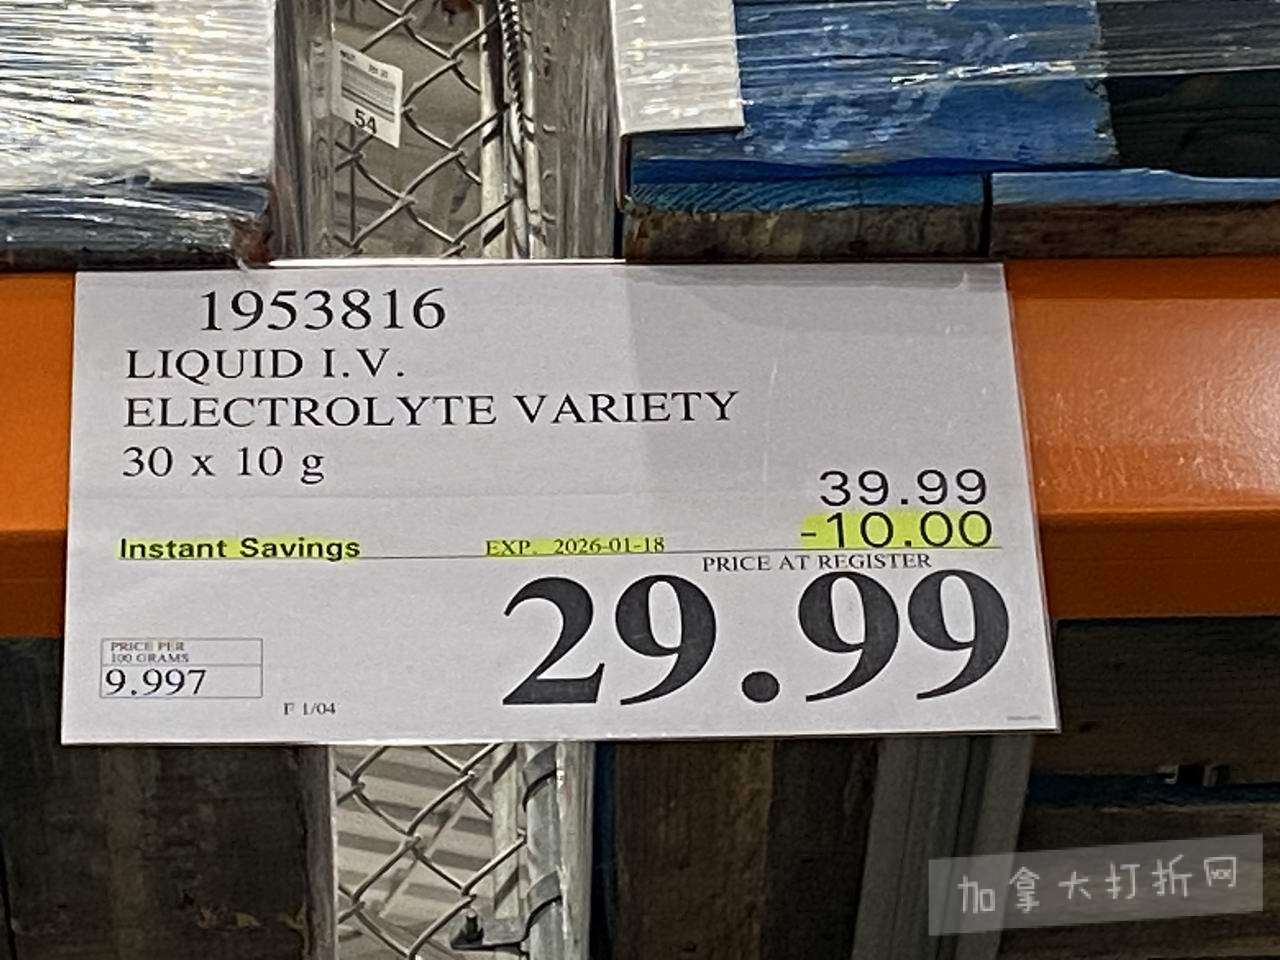 54
1953816
LIQUID I.V.
ELECTROLYTE VARIETY
30 x 10 g
39.99
Instant Savings EXP. 2026-01-18 -10.00
PRICE AT REGISTER
29.99
PRICE PER
100 GRAMS
9.997
F 1/04
加拿大打折网